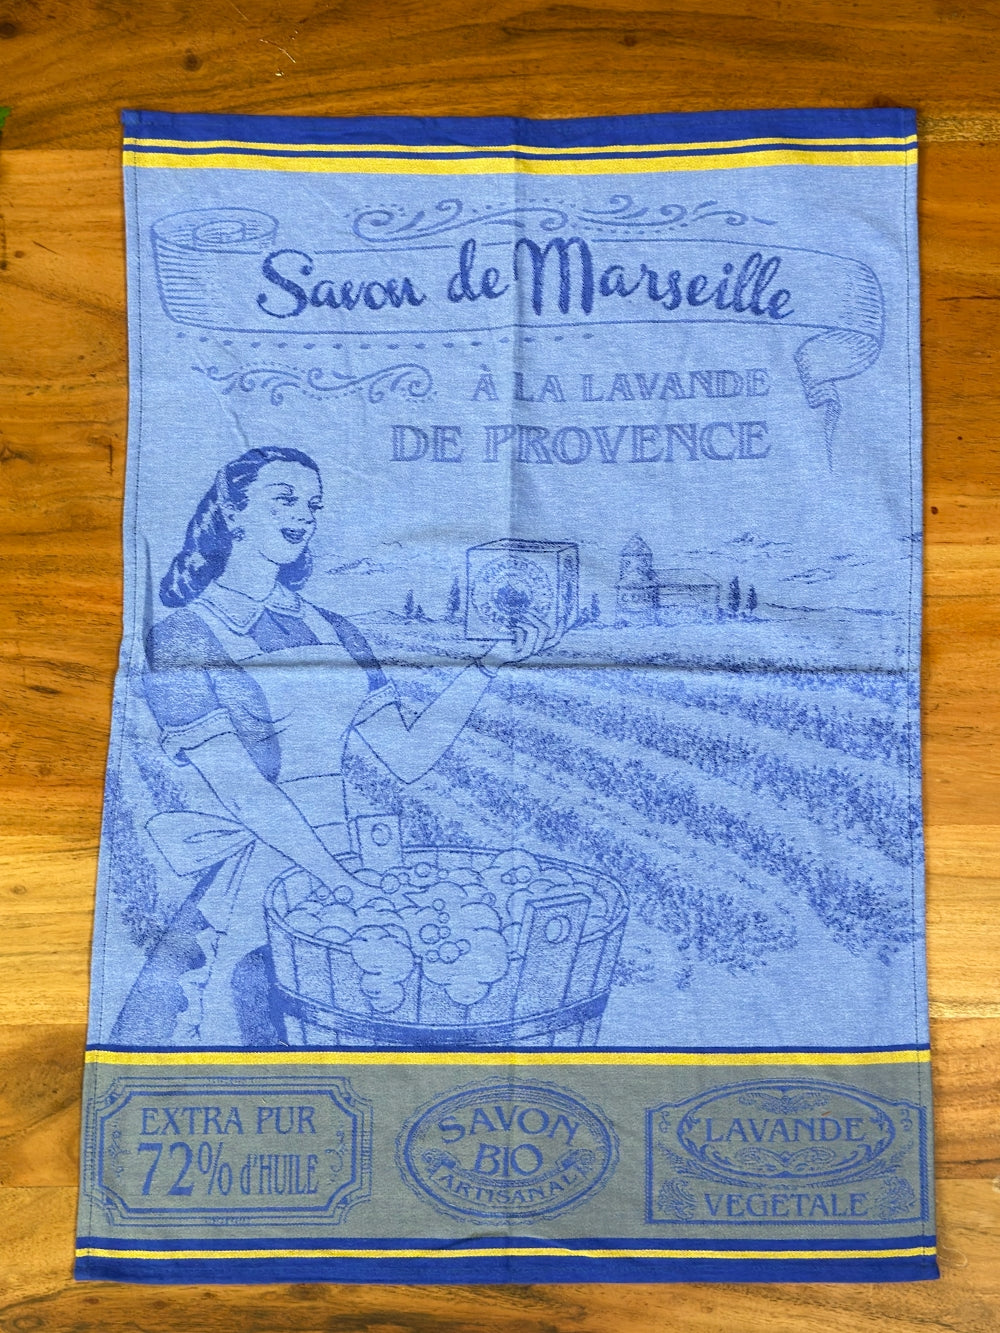 Savon de Marseille
À LA LAVANDE
DE PROVENCE
EXTRA PUR
72% d'HUILE
SAVON
BIO
ARTISANAL
LAVANDE
VEGETALE